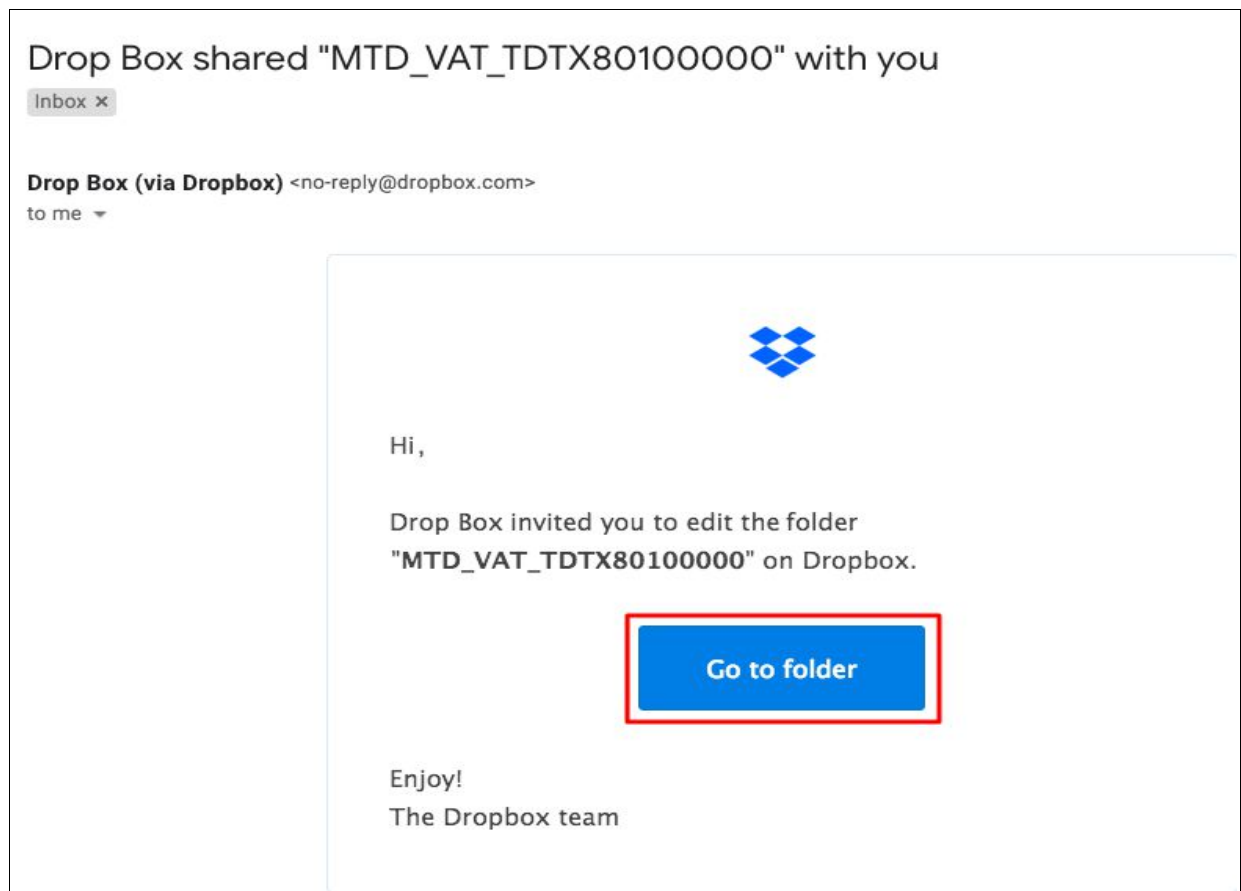 Drop Box shared "MTD_VAT_TDTX80100000" with you
Inbox ×
Drop Box (via Dropbox) <no-reply@dropbox.com>
to me
Hi,
Drop Box invited you to edit the folder
"MTD_VAT_TDTX80100000" on Dropbox.
Go to folder
Enjoy!
The Dropbox team